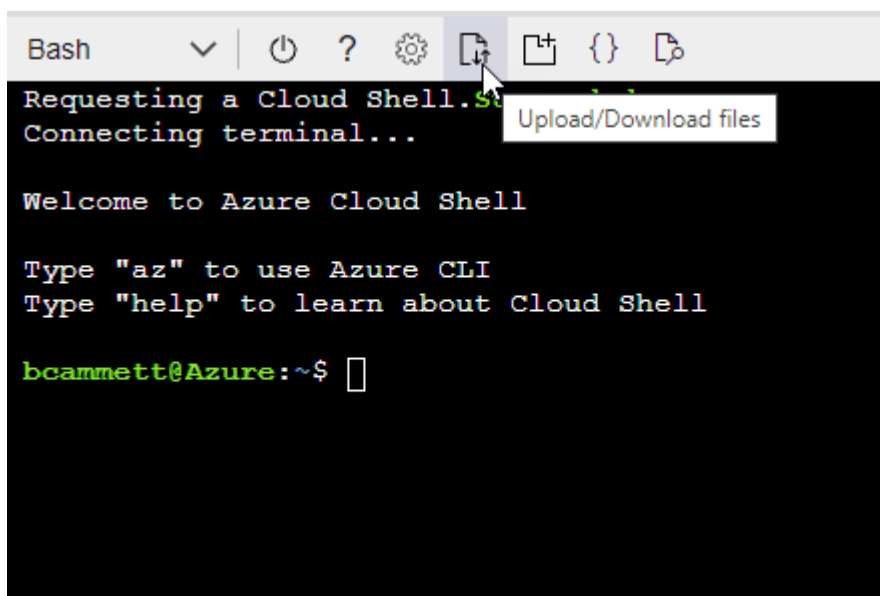 Bash
Requesting a Cloud Shell.
Upload/Download files
Connecting terminal...
Welcome to Azure Cloud Shell
Type "az" to use Azure CLI
Type "help" to learn about Cloud Shell
bcammett@Azure:~$